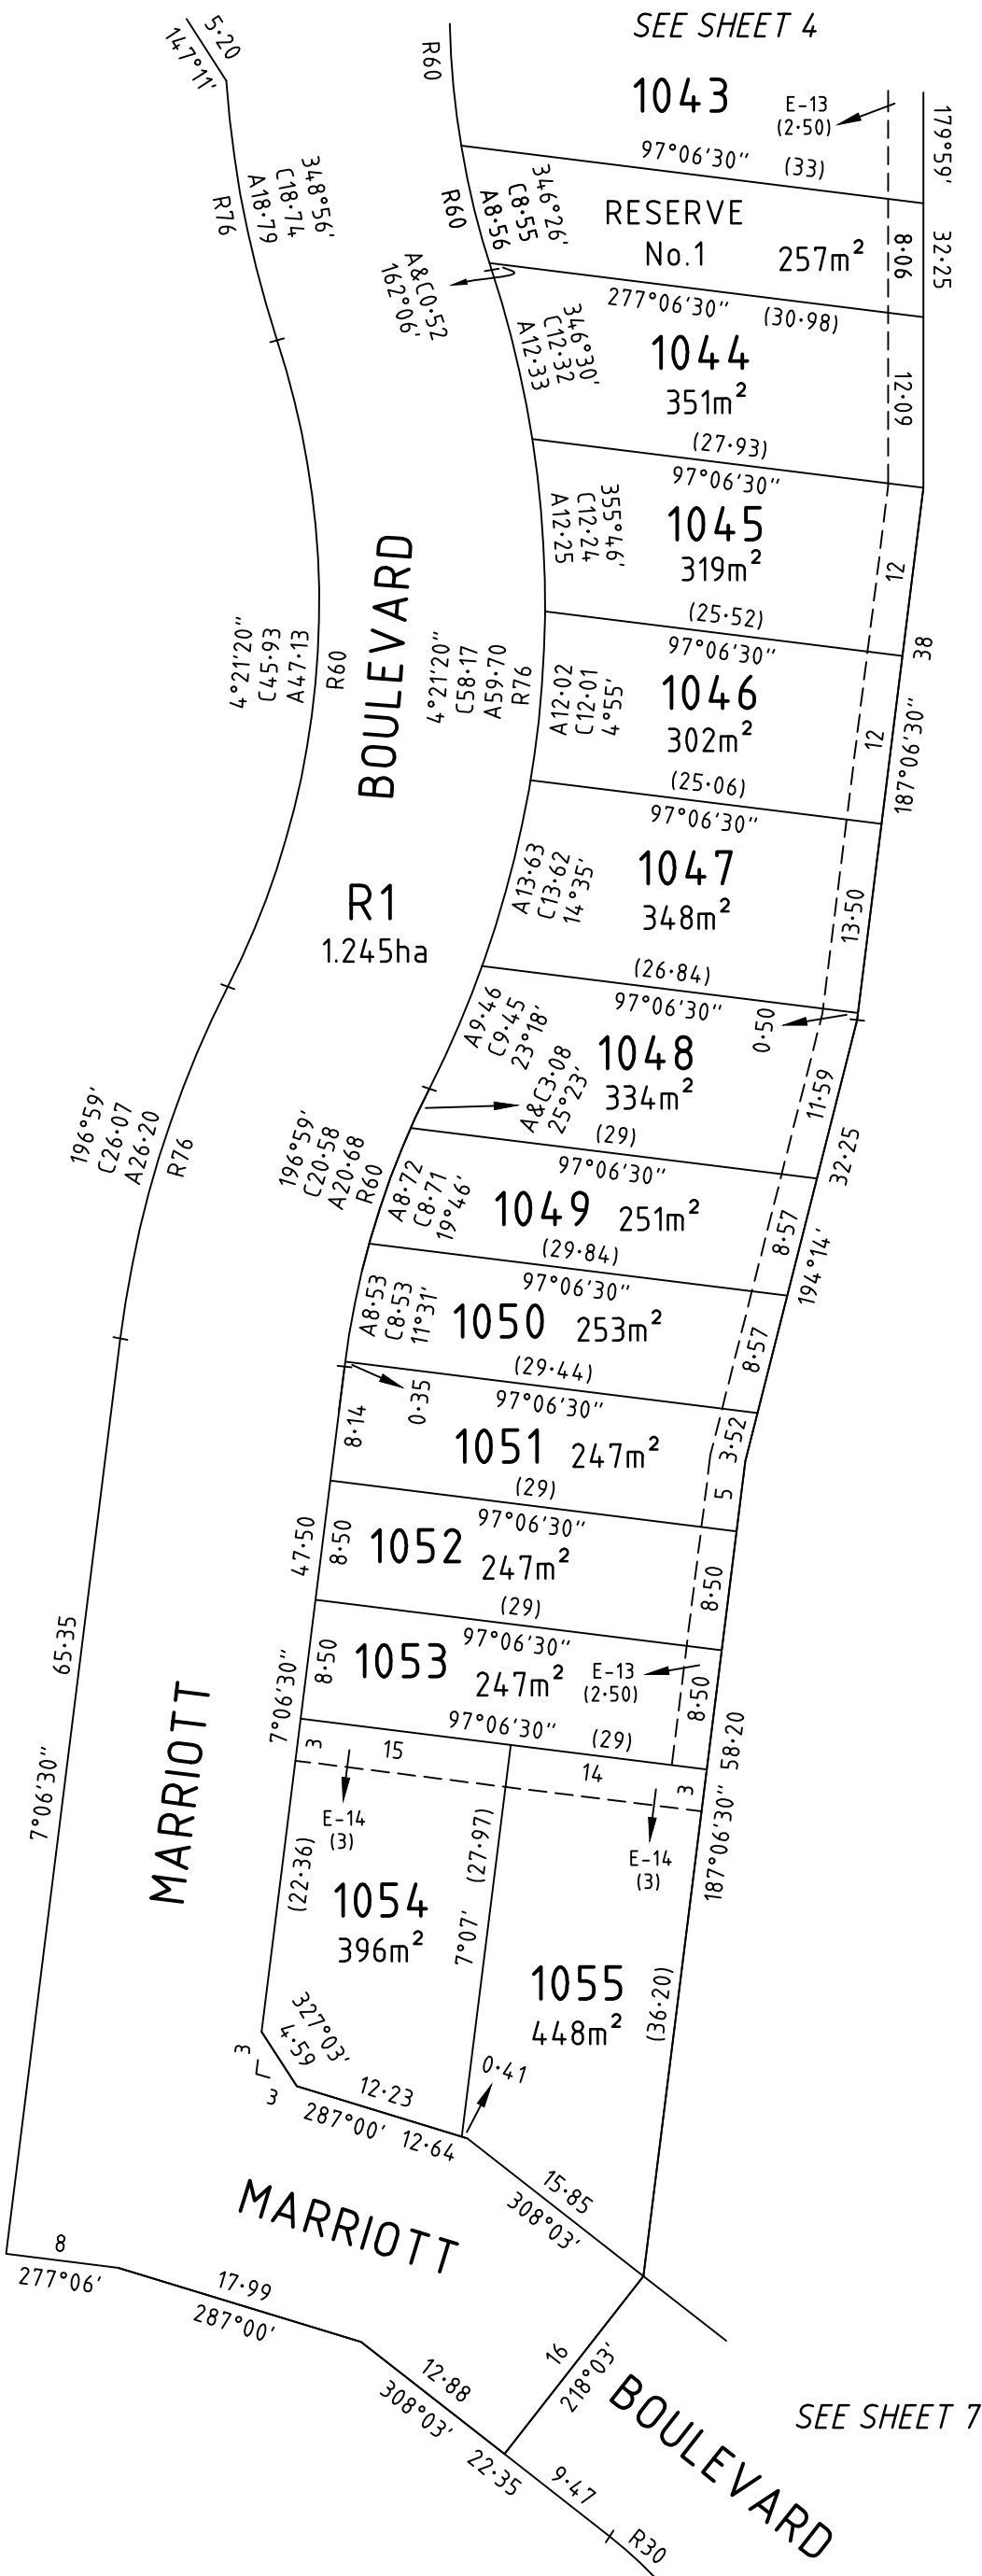 SEE SHEET 4
5·20
147°11'
R60
1043
E-13
(2·50)
179°59'
97°06'30" (33)
348°56'
C18·74
A18·79
R76
R60
346°26'
C8·55
A8·56
RESERVE
No.1
257m²
8·06
32·25
A&C0·52
162°06'
277°06'30" (30·98)
346°30'
C12·32
A12·33
1044
351m²
12·09
(27·93)
97°06'30"
355°46'
C12·24
A12·25
1045
319m²
12
(25·52)
97°06'30"
38
BOULEVARD
4°21'20"
C45·93
A47·13
R60
4°21'20"
C58·17
A59·70
R76
A12·02
C12·01
4°55'
1046
302m²
12
187°06'30"
(25·06)
97°06'30"
A13·63
C13·62
14°35'
1047
348m²
13·50
R1
1.245ha
(26·84)
97°06'30"
0·50
A9·46
C9·45
23°18'
1048
334m²
A&C3·08
25°23'
11·59
(29)
97°06'30"
32·25
196°59'
C26·07
A26·20
R76
196°59'
C20·58
A20·68
R60
A8·72
C8·71
19°46'
1049 251m²
8·57
194°14'
(29·84)
97°06'30"
A8·53
C8·53
11°31'
1050 253m²
8·57
(29·44)
97°06'30"
0·35
8·14
1051 247m²
3·52
5
(29)
97°06'30"
47·50
8·50
1052 247m²
8·50
(29)
97°06'30"
65·35
7°06'30"
8·50
1053
247m²
E-13
(2·50)
8·50
97°06'30" (29)
58·20
3
15
14
3
E-14
(3)
E-14
(3)
7°06'30"
MARRIOTT
(22·36)
(27·97)
187°06'30"
1054
396m²
7°07'
1055
448m²
(36·20)
327°03'
4·59
3
3
0·41
12·23
287°00' 12·64
15·85
308°03'
MARRIOTT
8
277°06'
17·99
287°00'
12·88
308°03'
16
218°03'
BOULEVARD
SEE SHEET 7
22·35
9·47
R30